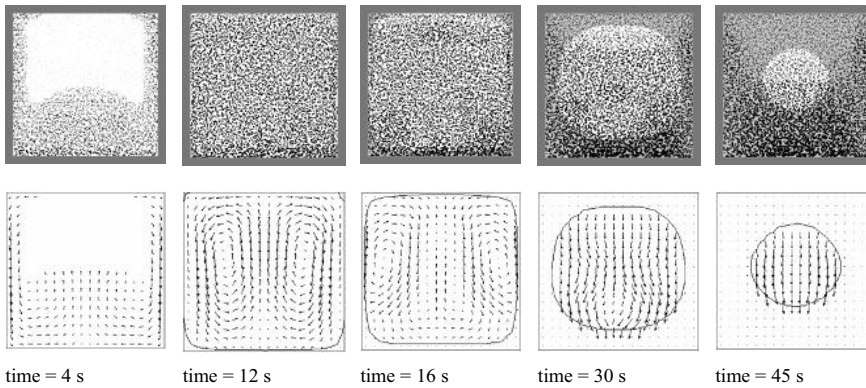 time = 4 s time = 12 s time = 16 s time = 30 s time = 45 s